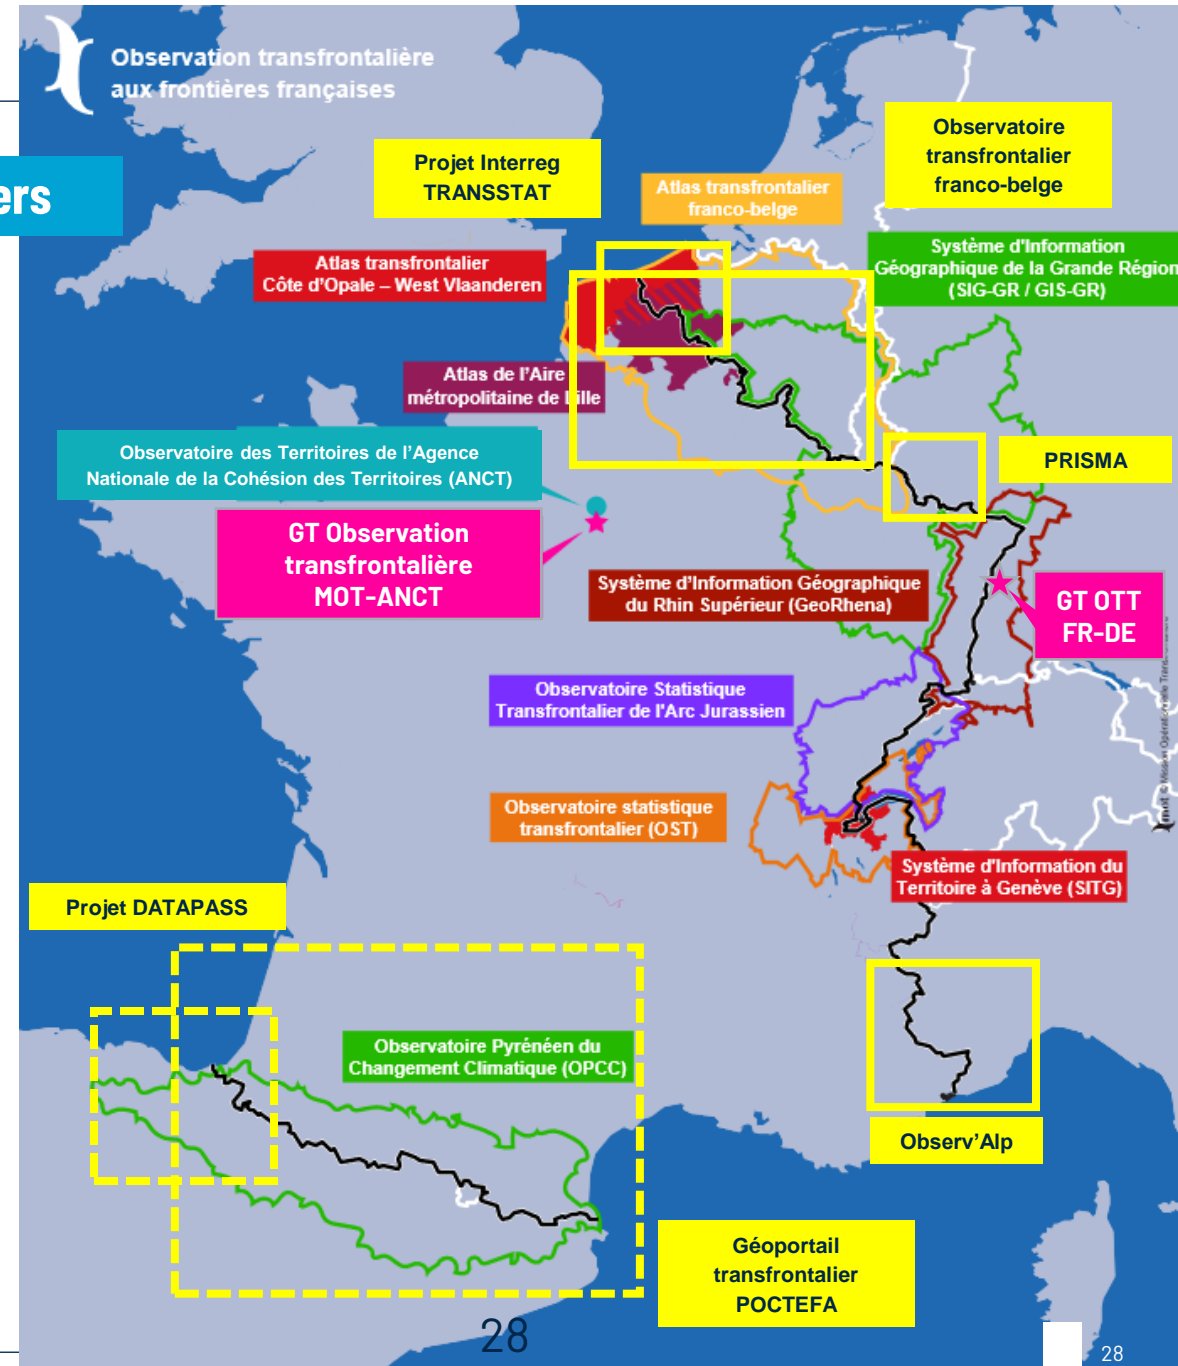 Observation transfrontalière
aux frontières françaises
ers
Projet Interreg
TRANSSTAT
Observatoire
transfrontalier
franco-belge
Atlas transfrontalier
franco-belge
Atlas transfrontalier
Côte d'Opale – West Vlaanderen
Système d'Information
Géographique de la Grande Région
(SIG-GR / GIS-GR)
Atlas de l'Aire
métropolitaine de Lille
Observatoire des Territoires de l'Agence
Nationale de la Cohésion des Territoires (ANCT)
PRISMA
GT Observation
transfrontalière
MOT-ANCT
Système d'Information Géographique
du Rhin Supérieur (GeoRhena)
GT OTT
FR-DE
Observatoire Statistique
Transfrontalier de l'Arc Jurassien
Observatoire statistique
transfrontalier (OST)
mot © Mission Opérationnelle
Système d'Information du
Territoire à Genève (SITG)
Projet DATAPASS
Observatoire Pyrénéen du
Changement Climatique (OPCC)
Observ'Alp
Géoportail
transfrontalier
POCTEFA
28
28